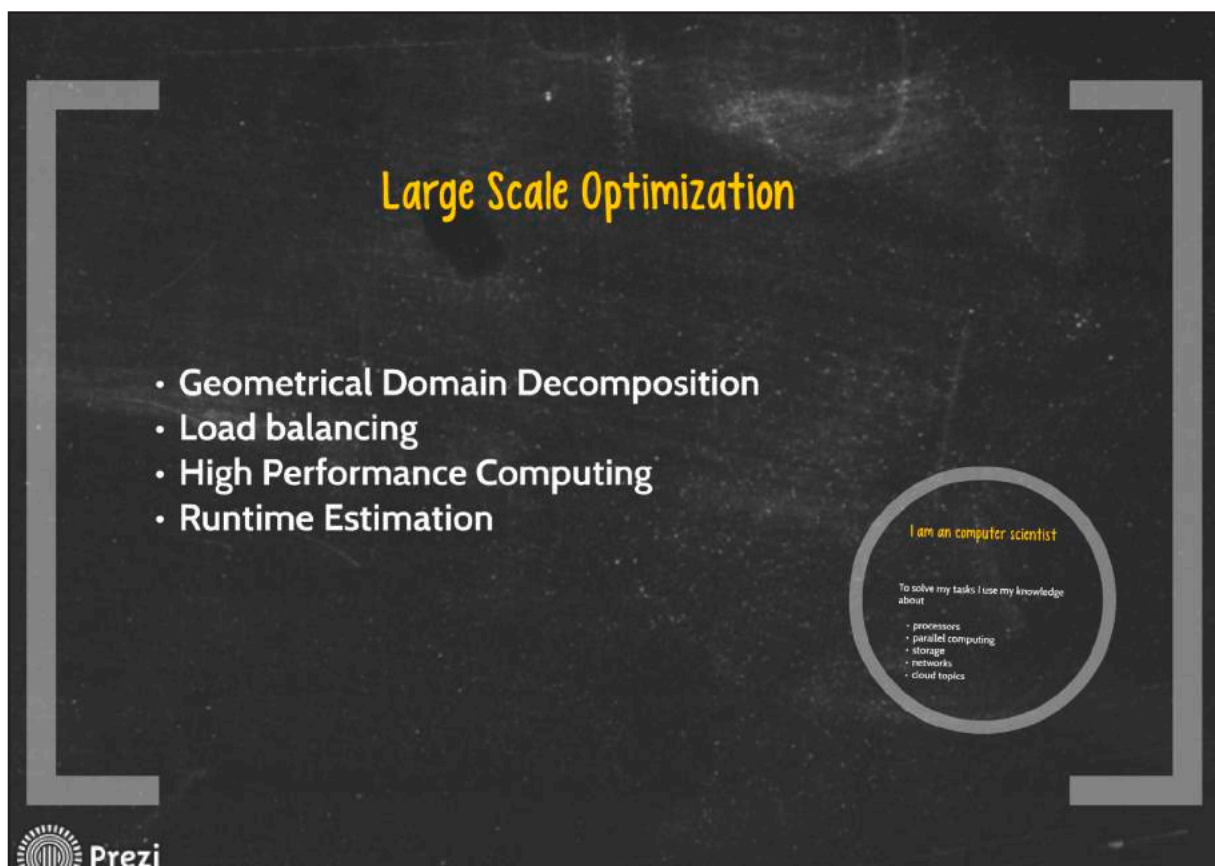 Large Scale Optimization
• Geometrical Domain Decomposition
• Load balancing
• High Performance Computing
• Runtime Estimation
I am an computer scientist
To solve my tasks I use my knowledge
about
• processors
• parallel computing
• storage
• networks
• cloud topics
Prezi